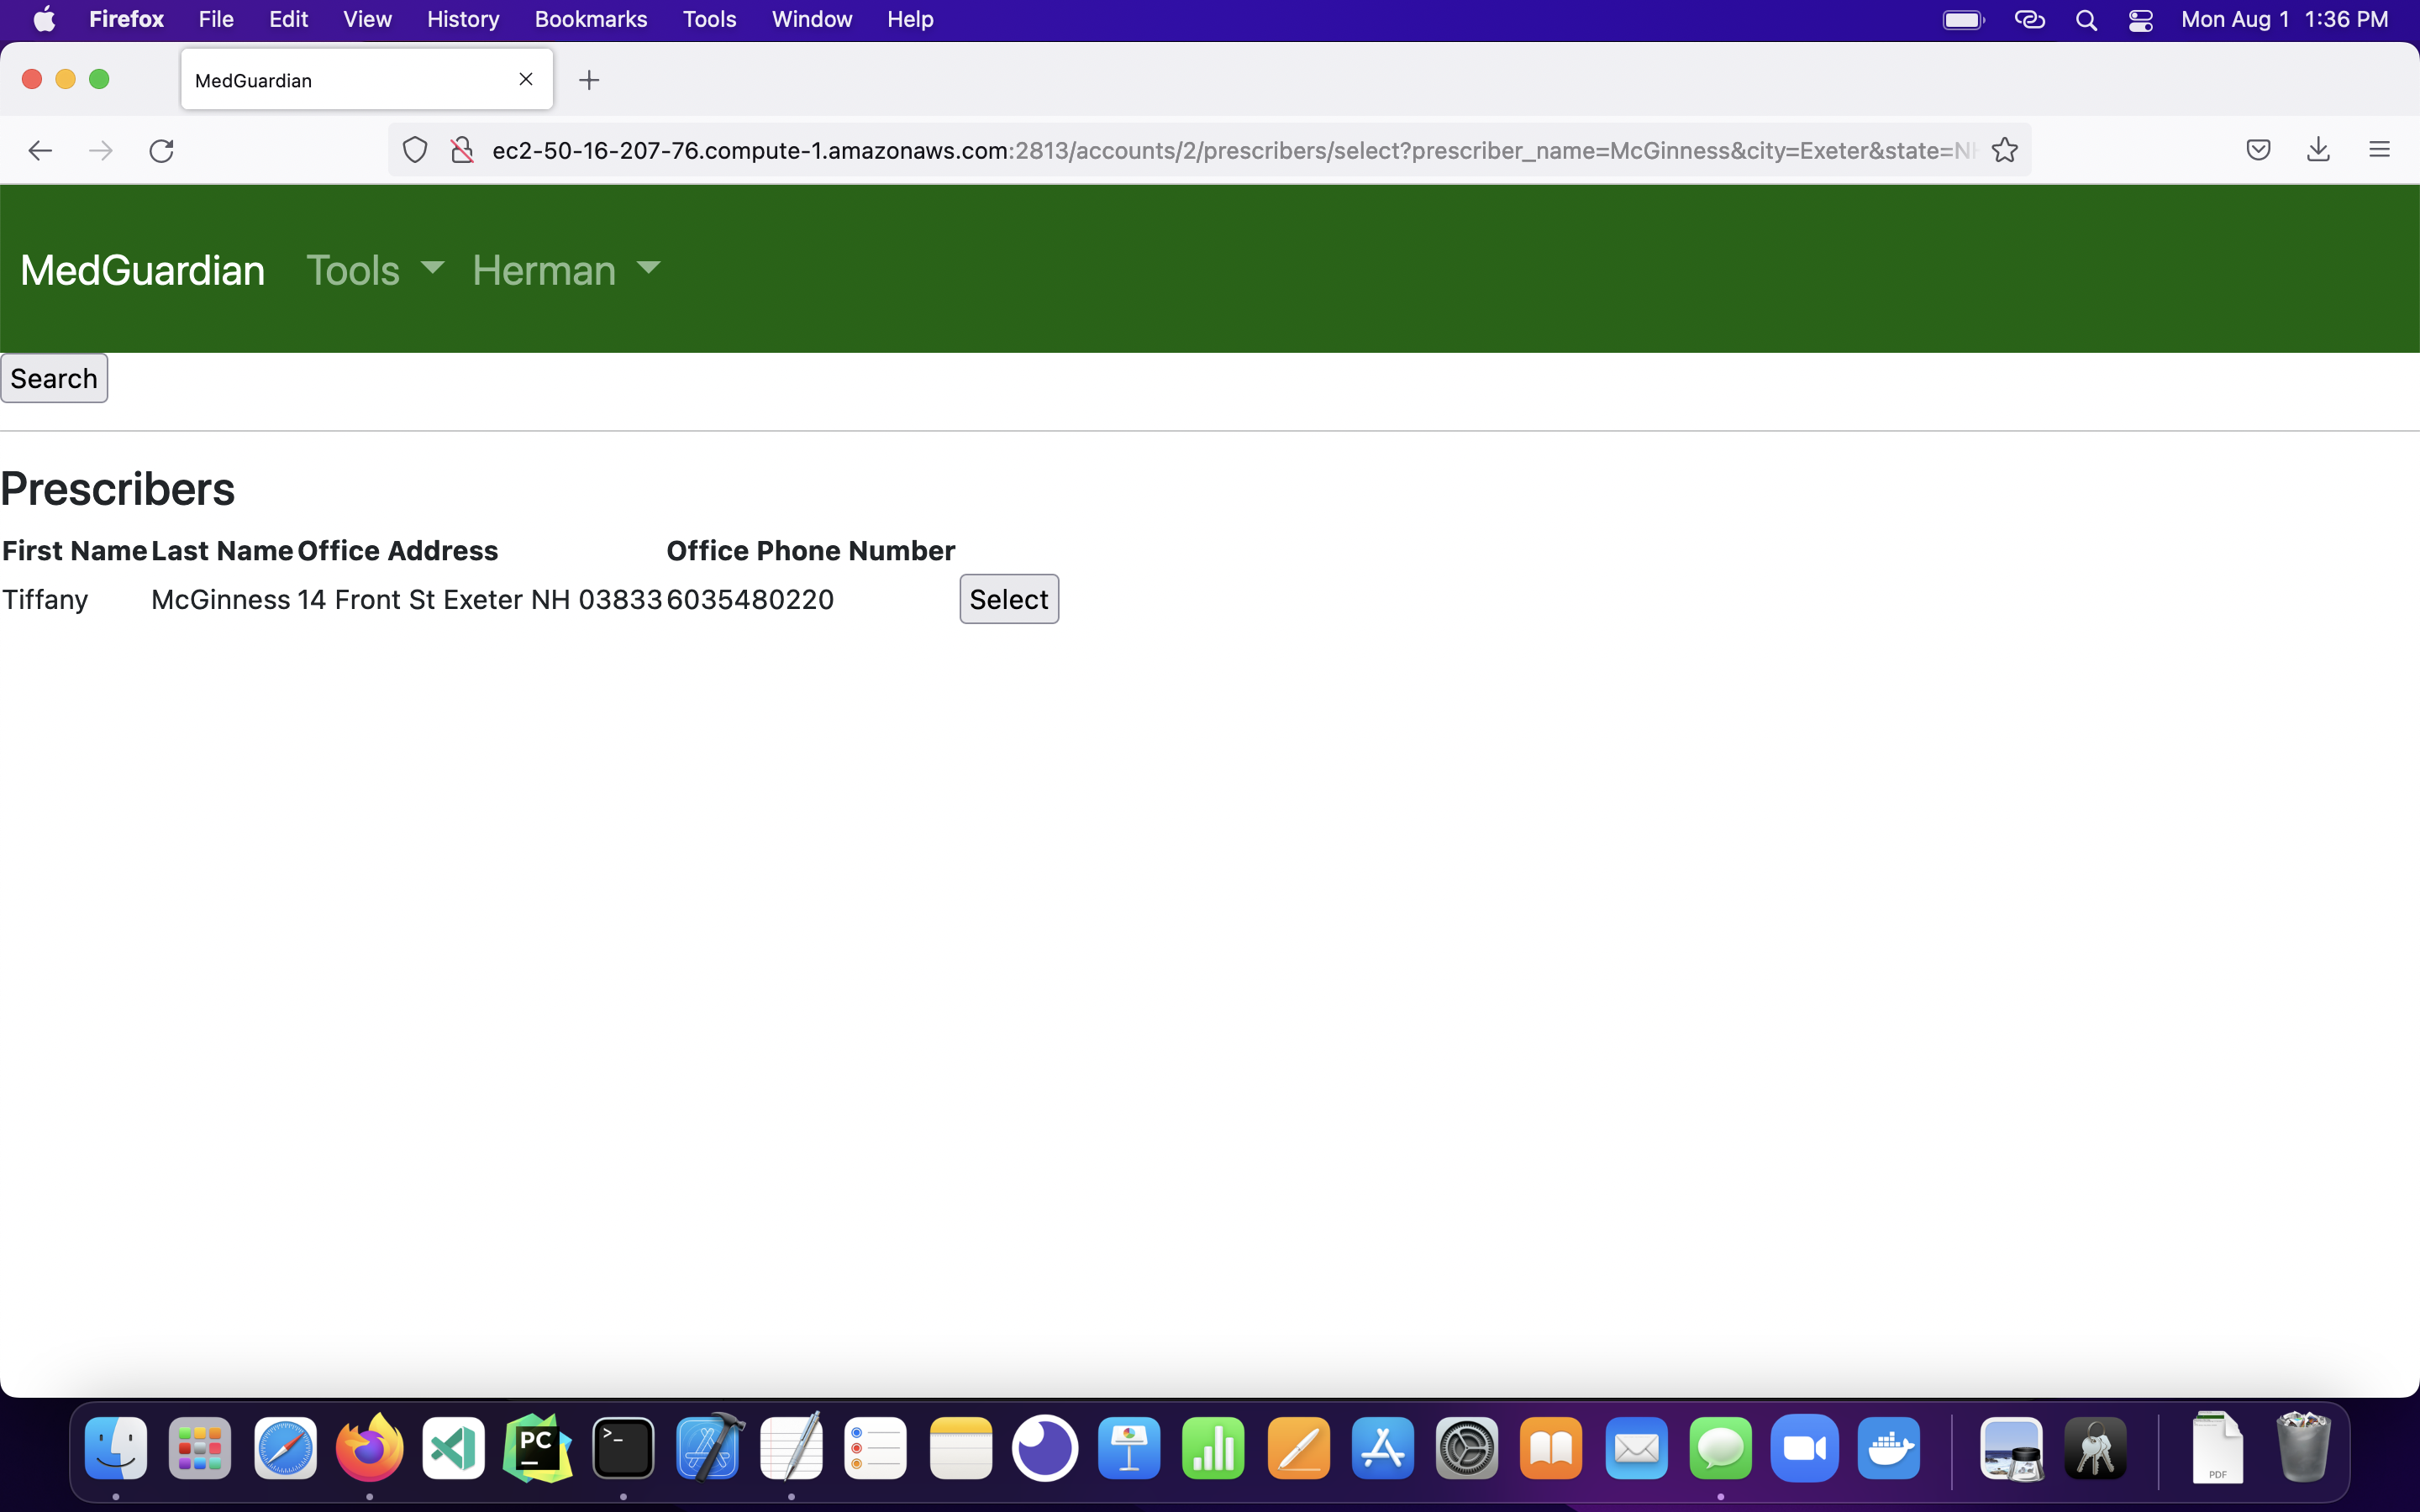 Firefox File Edit View History Bookmarks Tools Window Help Mon Aug 1 1:36 PM
MedGuardian
ec2-50-16-207-76.compute-1.amazonaws.com:2813/accounts/2/prescribers/select?prescriber_name=McGinness&city=Exeter&state=NH
MedGuardian Tools Herman
Search
Prescribers
First Name Last Name Office Address Office Phone Number
Tiffany McGinness 14 Front St Exeter NH 03833 6035480220 Select
PC
>_
PDF